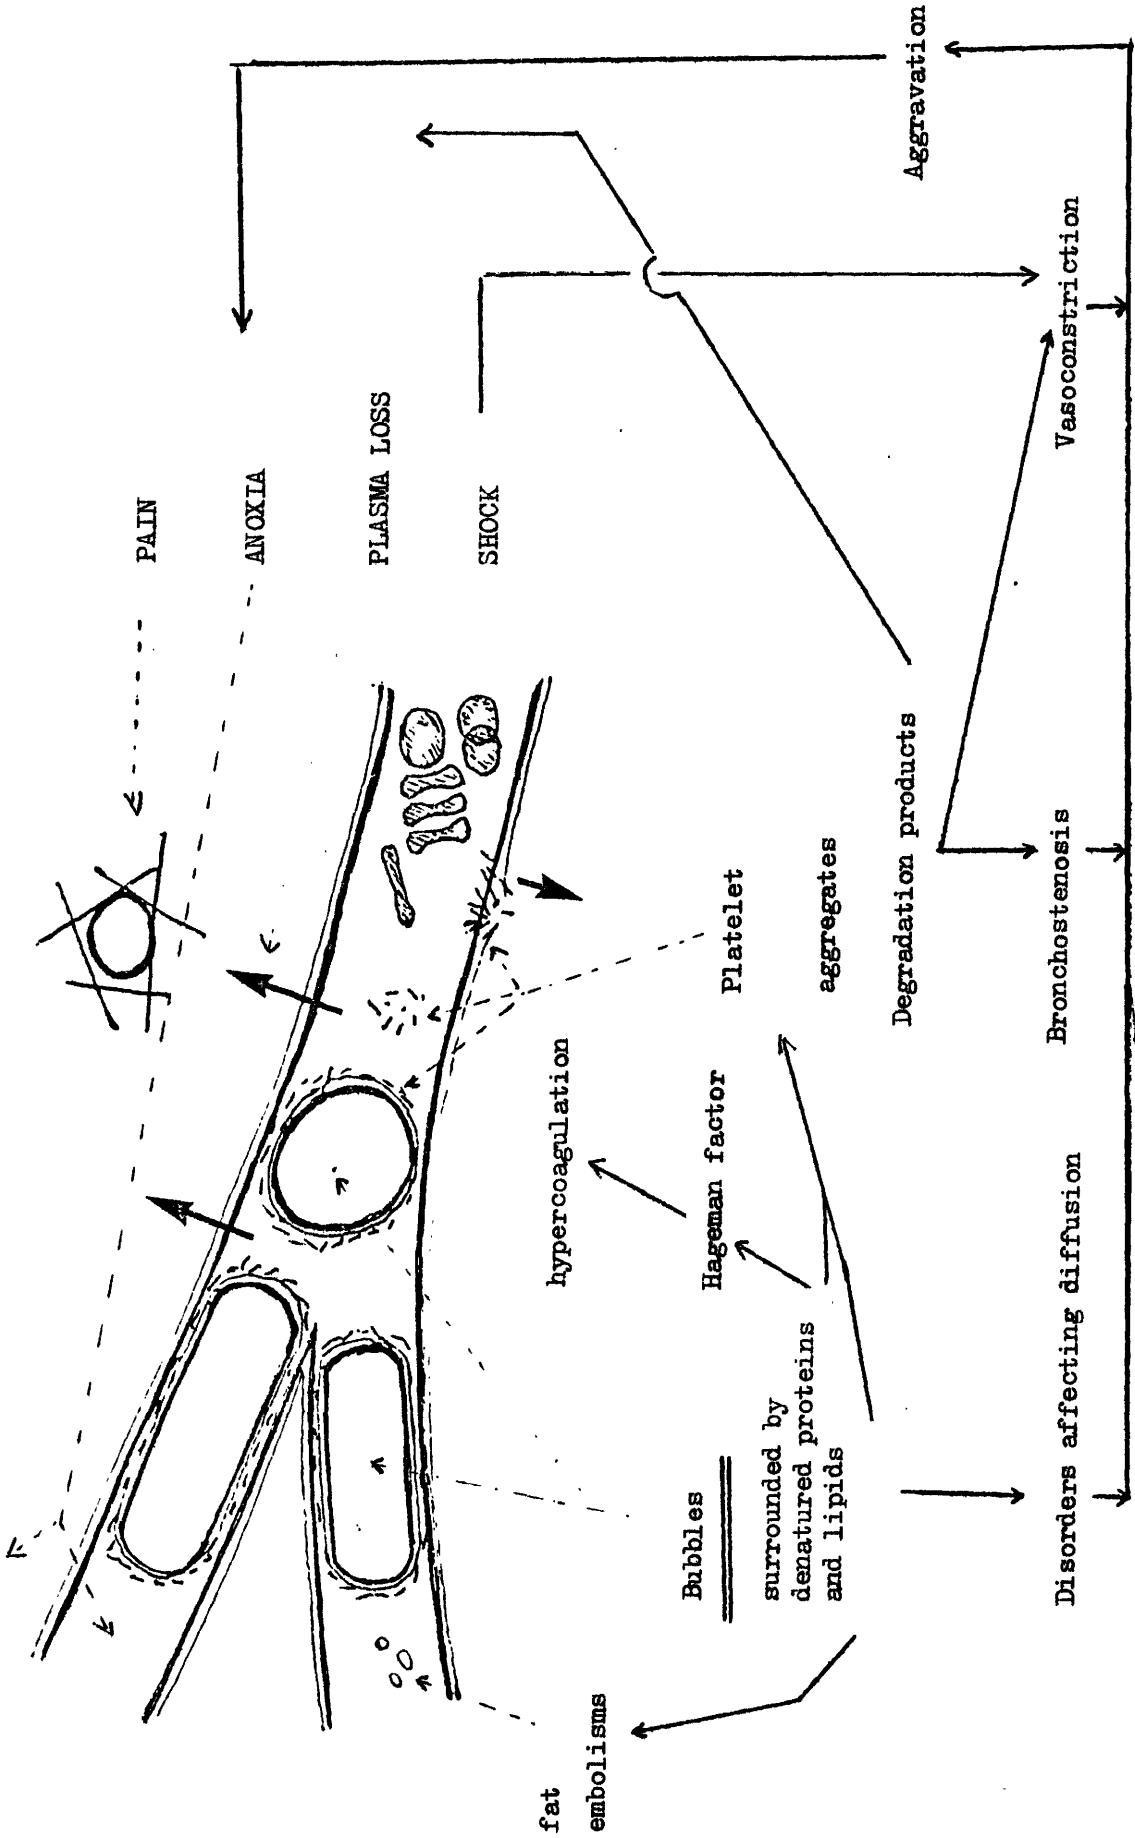 PAIN
ANOXIA
PLASMA LOSS
SHOCK
fat
embolisms
hypercoagulation
Bubbles
surrounded by
denatured proteins
and lipids
Hageman factor
Platelet
aggregates
Degradation products
Aggravation
Disorders affecting diffusion
Bronchostenosis
Vasoconstriction